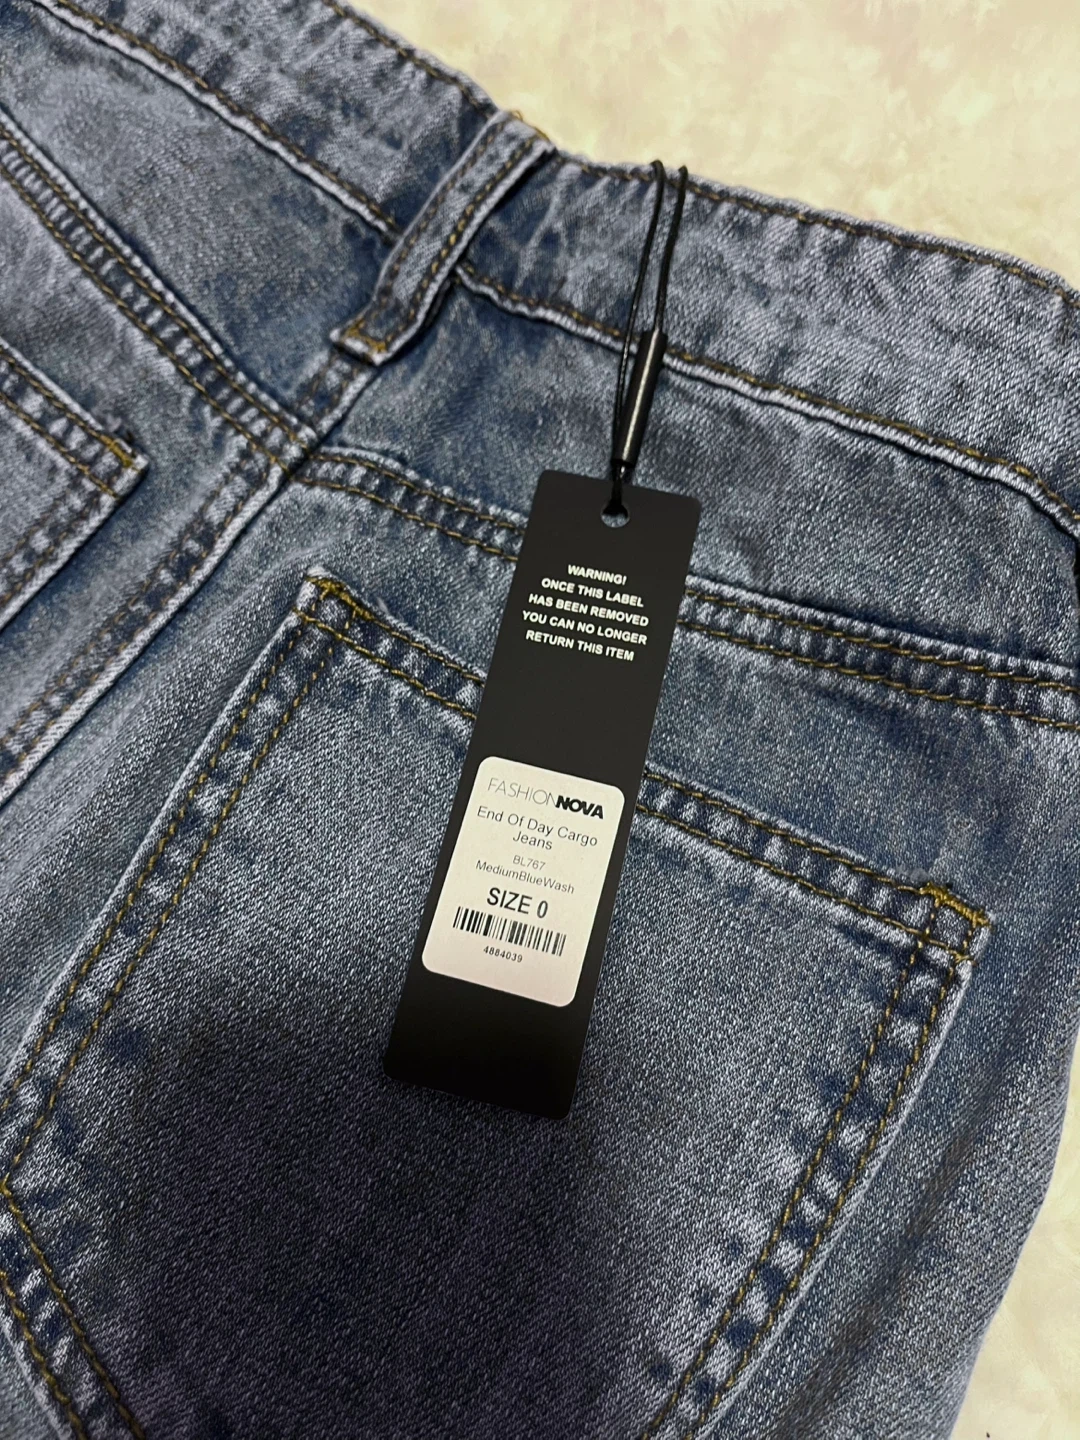 WARNING!
ONCE THIS LABEL
HAS BEEN REMOVED
YOU CAN NO LONGER
RETURN THIS ITEM
FASHIONNOVA
End Of Day Cargo
Jeans
BL767
MediumBlueWash
SIZE 0
4884039